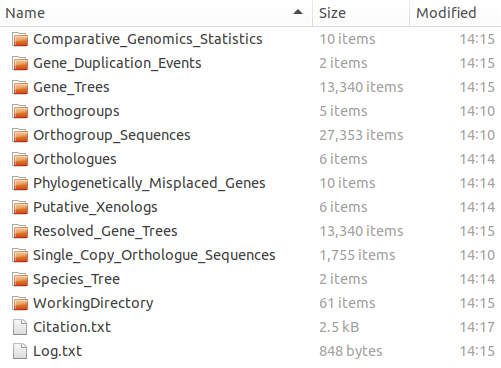 Name Size Modified
Comparative_Genomics_Statistics 10 items 14:15
Gene_Duplication_Events 2 items 14:15
Gene_Trees 13,340 items 14:15
Orthogroups 5 items 14:10
Orthogroup_Sequences 27,353 items 14:10
Orthologues 6 items 14:14
Phylogenetically_Misplaced_Genes 10 items 14:14
Putative_Xenologs 6 items 14:14
Resolved_Gene_Trees 13,340 items 14:15
Single_Copy_Orthologue_Sequences 1,755 items 14:10
Species_Tree 2 items 14:14
WorkingDirectory 61 items 14:15
Citation.txt 2.5 kB 14:17
Log.txt 848 bytes 14:15